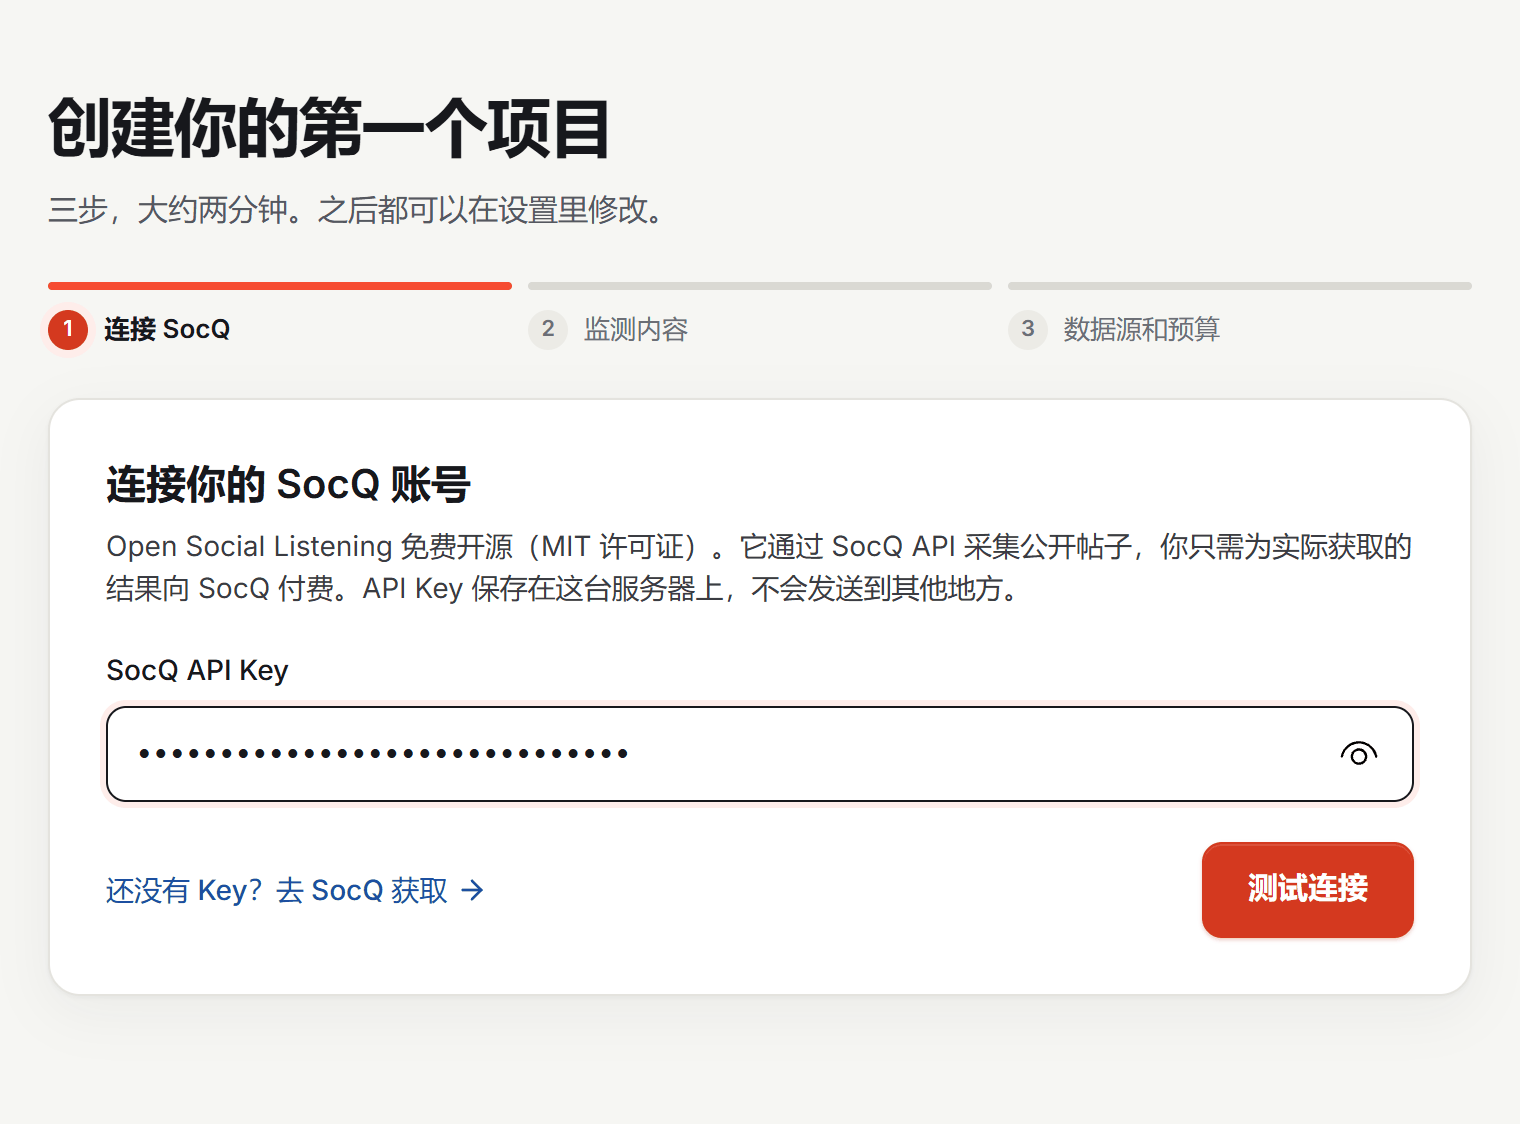 创建你的第一个项目
三步，大约两分钟。之后都可以在设置里修改。
1 连接 SocQ
2 监测内容
3 数据源和预算
连接你的 SocQ 账号
Open Social Listening 免费开源（MIT 许可证）。它通过 SocQ API 采集公开帖子，你只需为实际获取的
结果向 SocQ 付费。API Key 保存在这台服务器上，不会发送到其他地方。
SocQ API Key
••••••••••••••••••••••••••••••
还没有 Key？去 SocQ 获取 →
测试连接